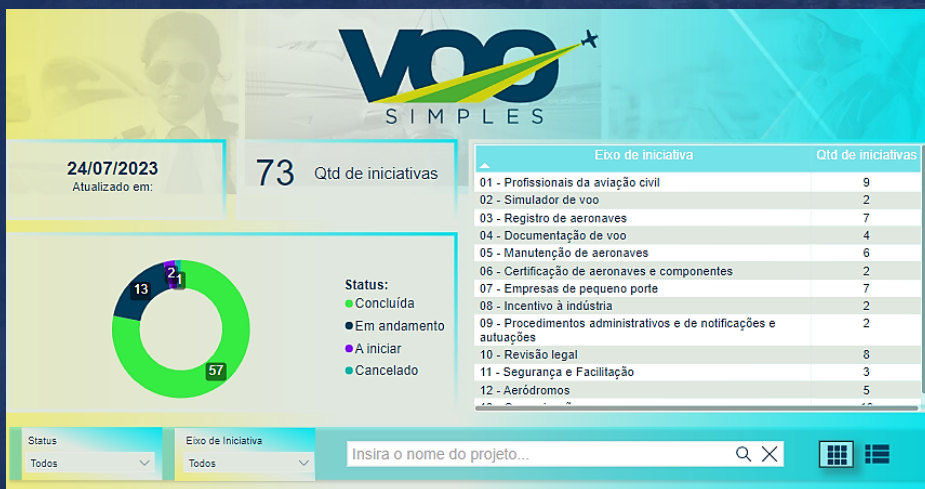 VOO
SIMPLES
24/07/2023
Atualizado em:
73 Qtd de iniciativas
Eixo de iniciativa Qtd de iniciativas
01 - Profissionais da aviação civil 9
02 - Simulador de voo 2
03 - Registro de aeronaves 7
04 - Documentação de voo 4
05 - Manutenção de aeronaves 6
06 - Certificação de aeronaves e componentes 2
07 - Empresas de pequeno porte 7
08 - Incentivo à indústria 2
09 - Procedimentos administrativos e de notificações e
autuações 2
10 - Revisão legal 8
11 - Segurança e Facilitação 3
12 - Aeródromos 5
13
2
1
57
Status:
Concluída
Em andamento
A iniciar
Cancelado
Status
Todos
Eixo de Iniciativa
Todos
Insira o nome do projeto...